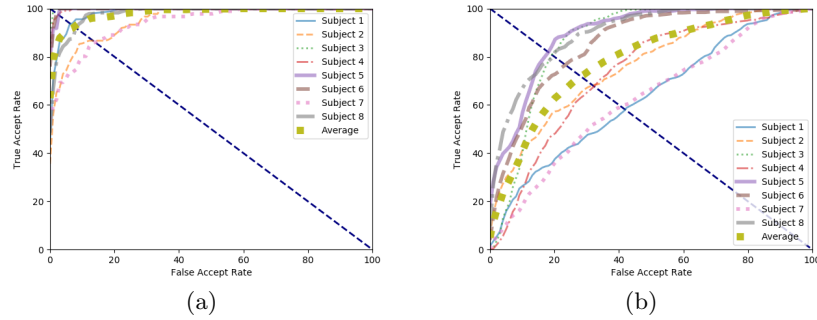 100
80
60
40
20
0
True Accept Rate
0
20
40
60
80
100
False Accept Rate
Subject 1
Subject 2
Subject 3
Subject 4
Subject 5
Subject 6
Subject 7
Subject 8
Average
(a)
100
80
60
40
20
0
True Accept Rate
0
20
40
60
80
100
False Accept Rate
Subject 1
Subject 2
Subject 3
Subject 4
Subject 5
Subject 6
Subject 7
Subject 8
Average
(b)